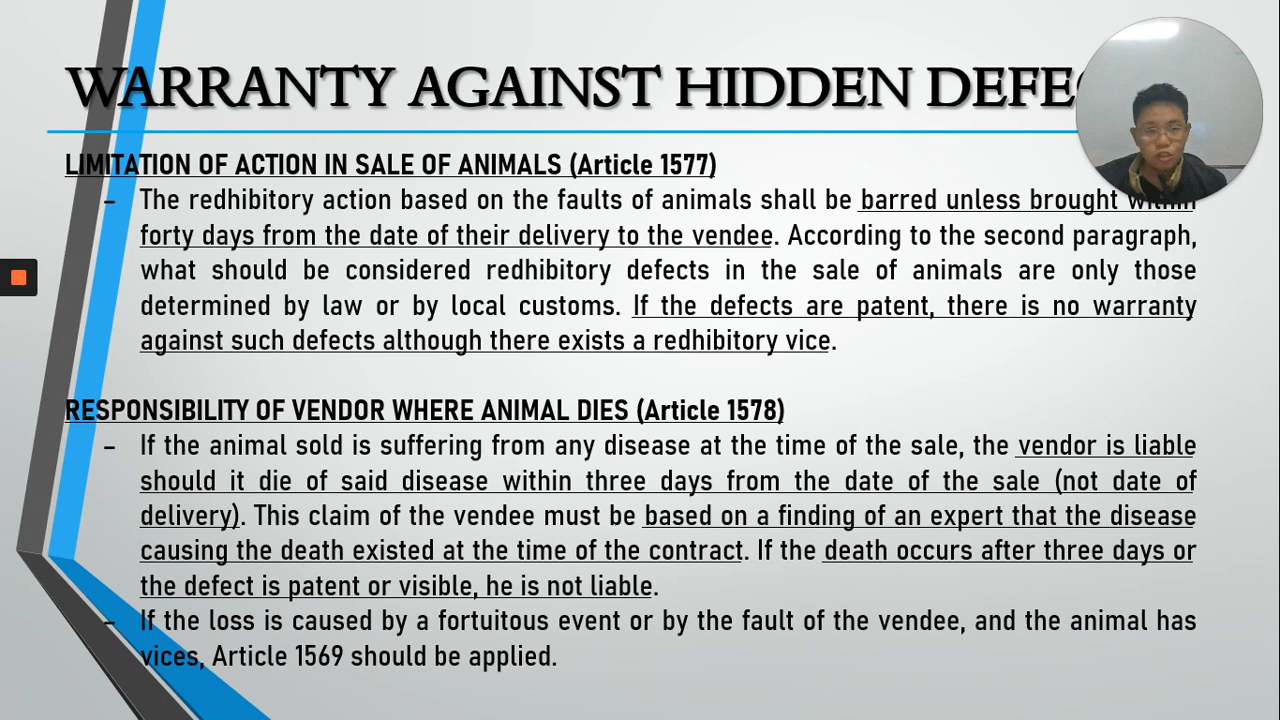 WARRANTY AGAINST HIDDEN
LIMITATION OF ACTION IN SALE OF ANIMALS (Article 1577)
- The redhibitory action based on the faults of animals shall be barred unless brought within
forty days from the date of their delivery to the vendee. According to the second paragraph,
what should be considered redhibitory defects in the sale of animals are only those
determined by law or by local customs. If the defects are patent, there is no warranty
against such defects although there exists a redhibitory vice.
RESPONSIBILITY OF VENDOR WHERE ANIMAL DIES (Article 1578)
- If the animal sold is suffering from any disease at the time of the sale, the vendor is liable
should it die of said disease within three days from the date of the sale (not date of
delivery). This claim of the vendee must be based on a finding of an expert that the disease
causing the death existed at the time of the contract. If the death occurs after three days or
the defect is patent or visible, he is not liable.
- If the loss is caused by a fortuitous event or by the fault of the vendee, and the animal has
vices, Article 1569 should be applied.